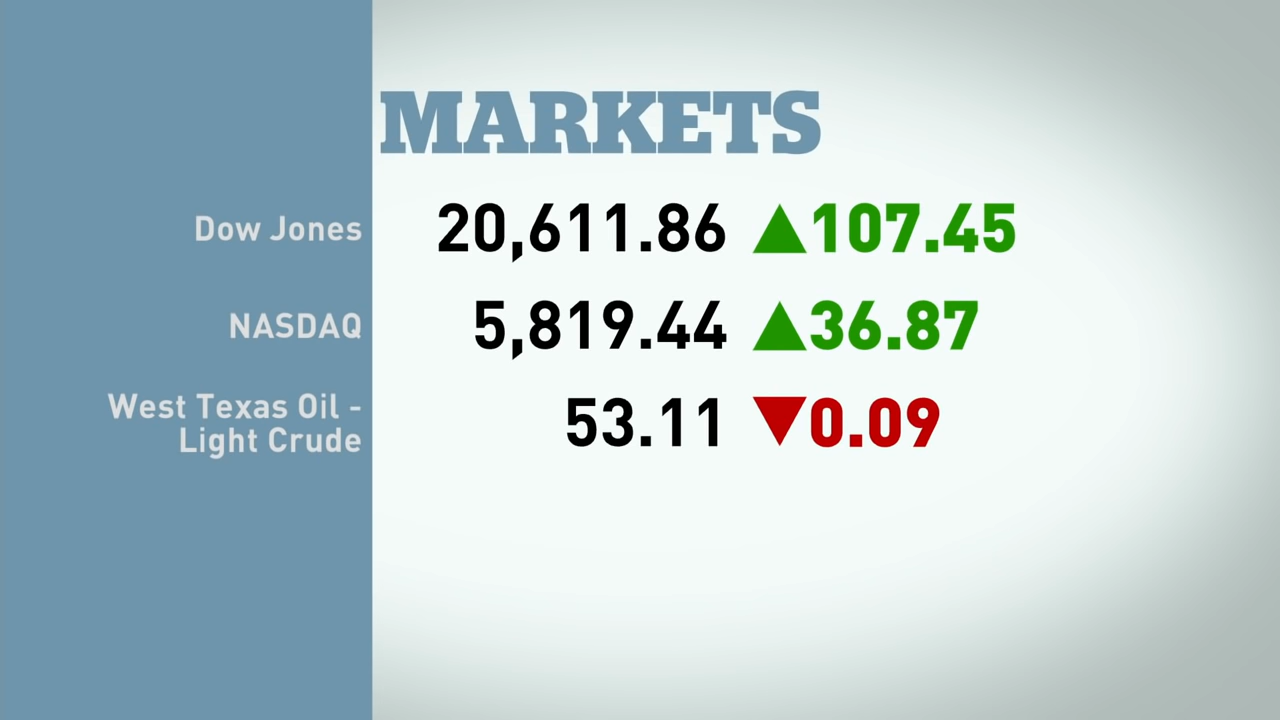 MARKETS
Dow Jones 20,611.86 ▲107.45
NASDAQ 5,819.44 ▲36.87
West Texas Oil -
Light Crude 53.11 ▼0.09